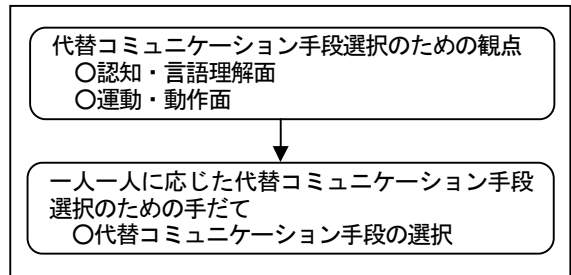 代替コミュニケーション手段選択のための観点
○認知・言語理解面
○運動・動作面
一人一人に応じた代替コミュニケーション手段
選択のための手だて
○代替コミュニケーション手段の選択